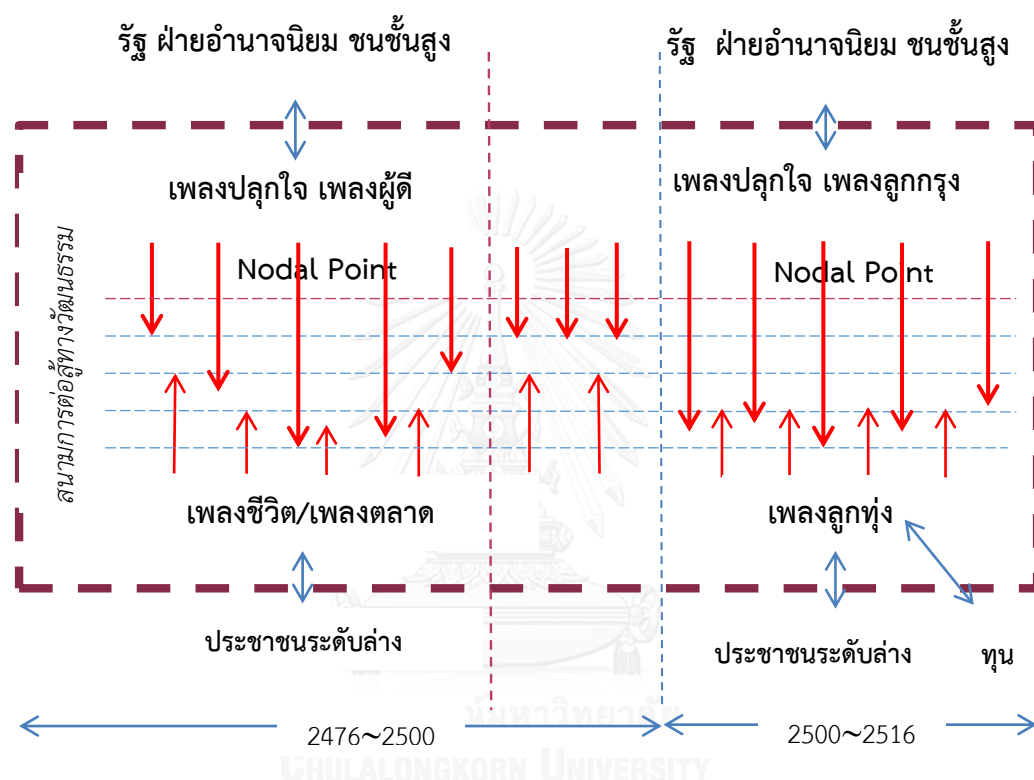 รัฐ ฝ่ายอำนาจนิยม ชนชั้นสูง
รัฐ ฝ่ายอำนาจนิยม ชนชั้นสูง
เพลงปลุกใจ เพลงผู้ดี
เพลงปลุกใจ เพลงลูกกรุง
สนามการต่อสู้ทางวัฒนธรรม
Nodal Point
Nodal Point
เพลงชีวิต/เพลงตลาด
เพลงลูกทุ่ง
ประชาชนระดับล่าง
ประชาชนระดับล่าง
ทุน
2476~2500
2500~2516
CHULALONGKORN UNIVERSITY